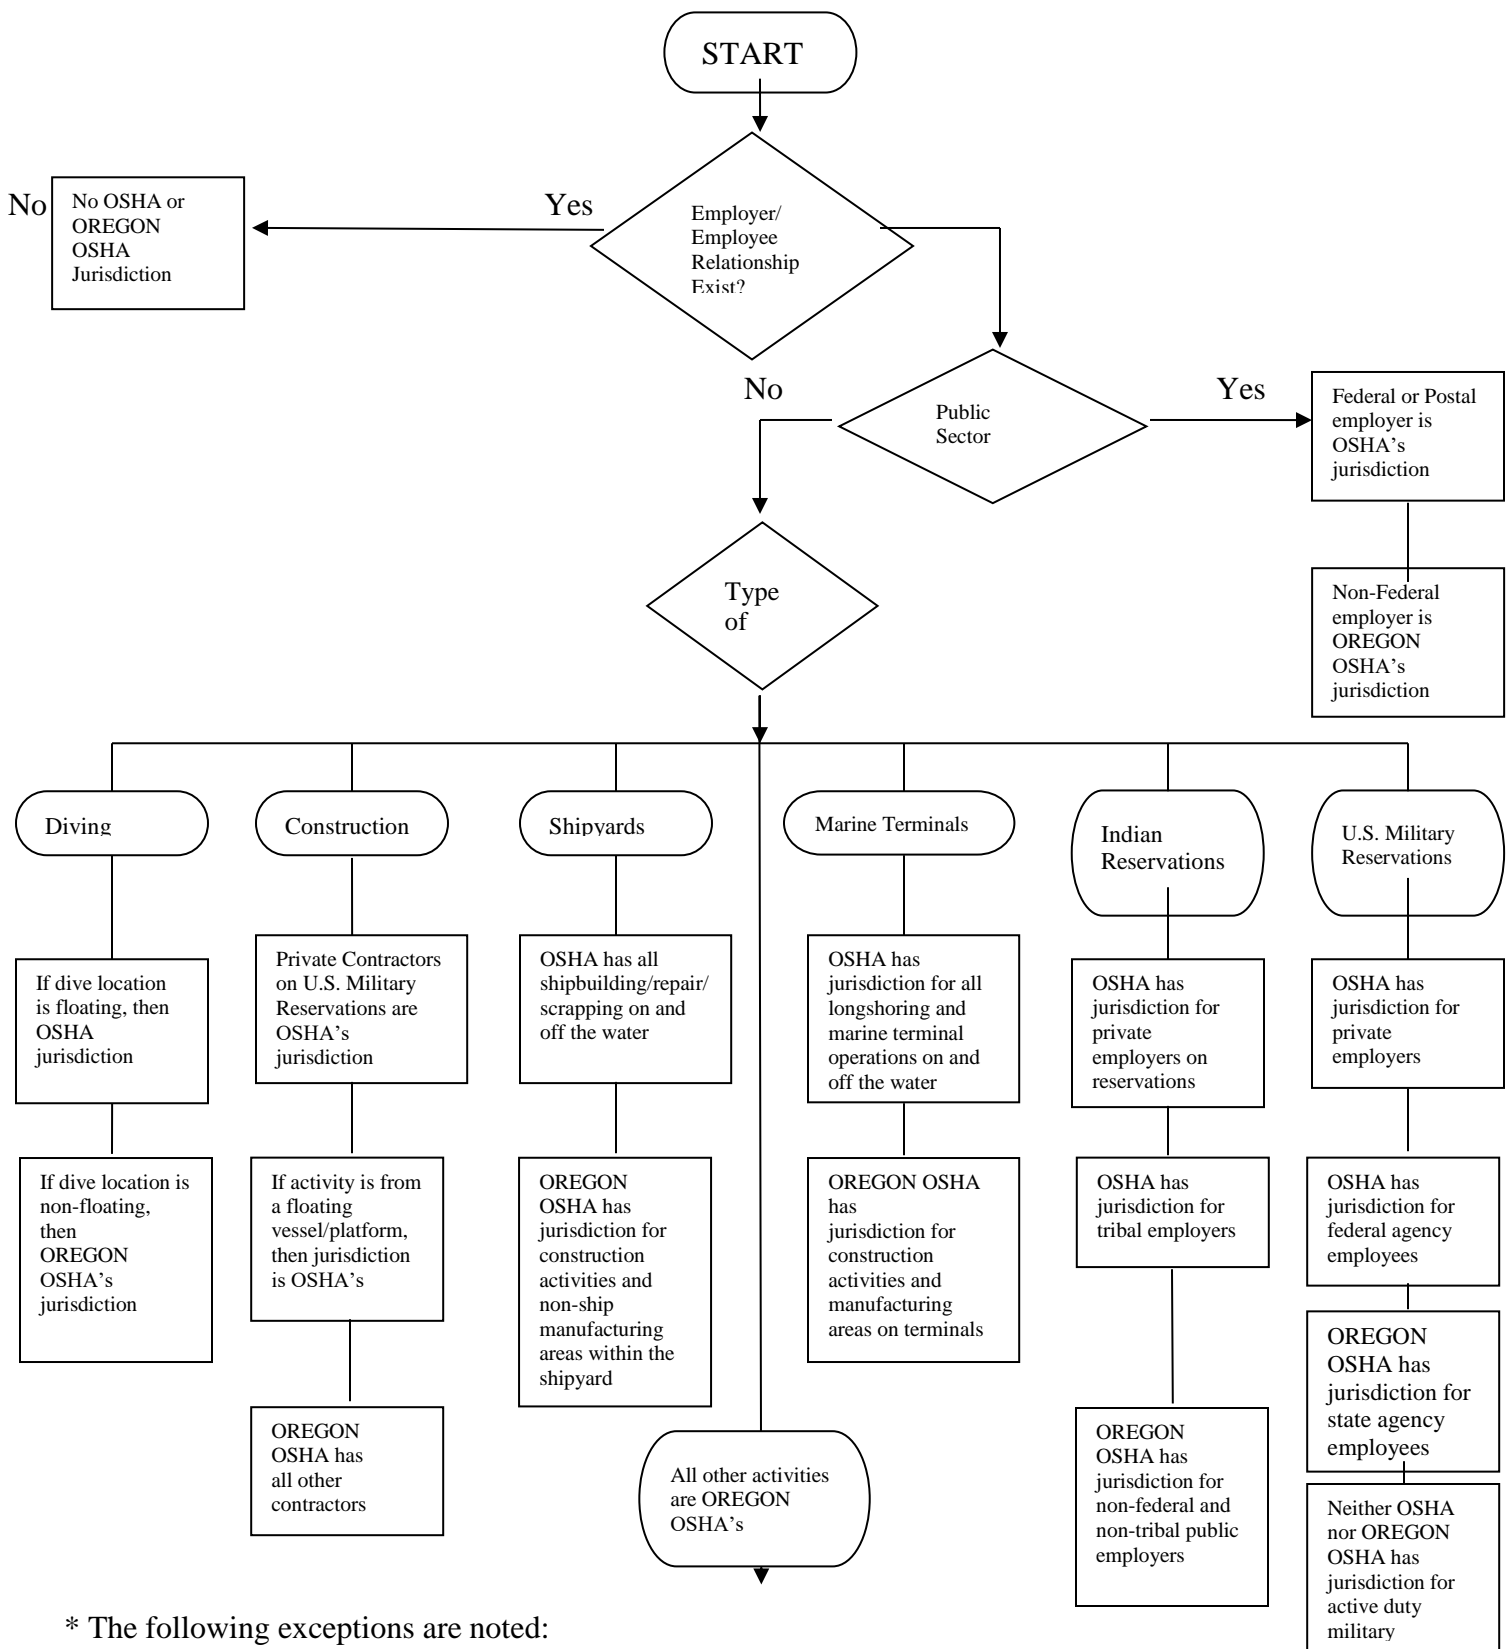 START
No
No OSHA or
OREGON
OSHA
Jurisdiction
Yes
Employer/
Employee
Relationship
Exist?
No
Public
Sector
Yes
Federal or Postal
employer is
OSHA’s
jurisdiction
Type
of
Non-Federal
employer is
OREGON
OSHA’s
jurisdiction
Diving
Construction
Shipyards
Marine Terminals
Indian
Reservations
U.S. Military
Reservations
If dive location
is floating, then
OSHA
jurisdiction
Private Contractors
on U.S. Military
Reservations are
OSHA’s
jurisdiction
OSHA has all
shipbuilding/repair/
scrapping on and
off the water
OSHA has
jurisdiction for all
longshoring and
marine terminal
operations on and
off the water
OSHA has
jurisdiction for
private
employers on
reservations
OSHA has
jurisdiction for
private
employers
If dive location is
non-floating,
then
OREGON
OSHA’s
jurisdiction
If activity is from
a floating
vessel/platform,
then jurisdiction
is OSHA’s
OREGON
OSHA has
jurisdiction for
construction
activities and
non-ship
manufacturing
areas within the
shipyard
OREGON OSHA
has
jurisdiction for
construction
activities and
manufacturing
areas on terminals
OSHA has
jurisdiction for
tribal employers
OSHA has
jurisdiction for
federal agency
employees
OREGON
OSHA has
jurisdiction for
state agency
employees
OREGON
OSHA has
all other
contractors
All other activities
are OREGON
OSHA’s
OREGON
OSHA has
jurisdiction for
non-federal and
non-tribal public
employers
Neither OSHA
nor OREGON
OSHA has
jurisdiction for
active duty
military
* The following exceptions are noted: